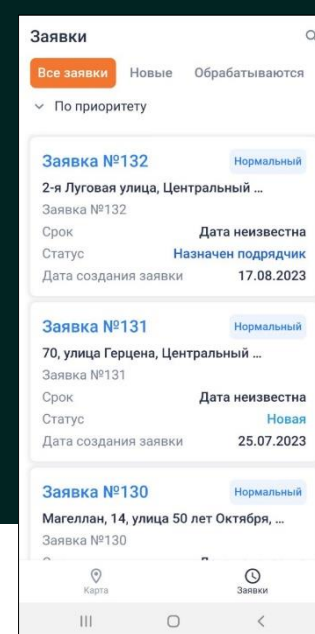 Заявки
Все заявки Новые Обрабатываются
По приоритету
Заявка №132 Нормальный
2-я Луговая улица, Центральный ...
Заявка №132
Срок Дата неизвестна
Статус Назначен подрядчик
Дата создания заявки 17.08.2023
Заявка №131 Нормальный
70, улица Герцена, Центральный ...
Заявка №131
Срок Дата неизвестна
Статус Новая
Дата создания заявки 25.07.2023
Заявка №130 Нормальный
Магеллан, 14, улица 50 лет Октября, ...
Заявка №130
Карта Заявки